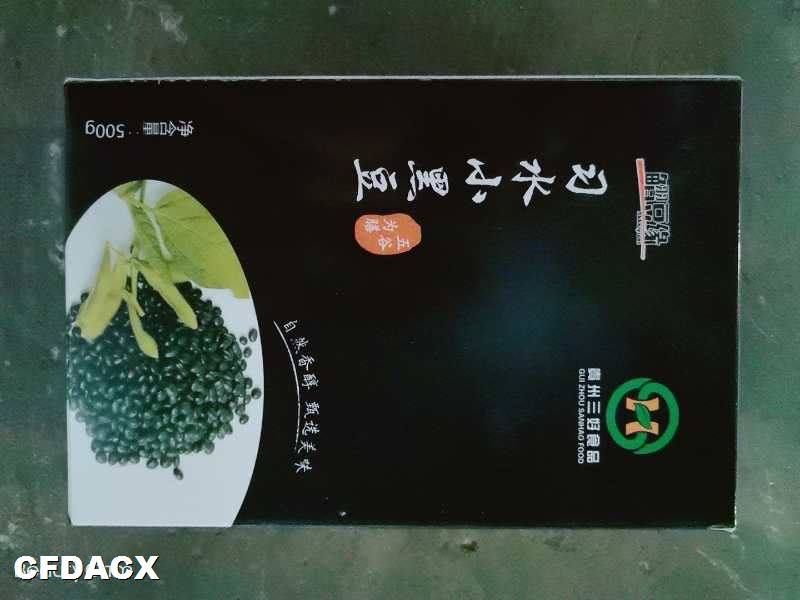 贵州三好食品
GUI ZHOU SANHAO FOOD
习水小黑豆
五谷
为膳
自然香醇 甄选美味
净含量：500g
CFDACX